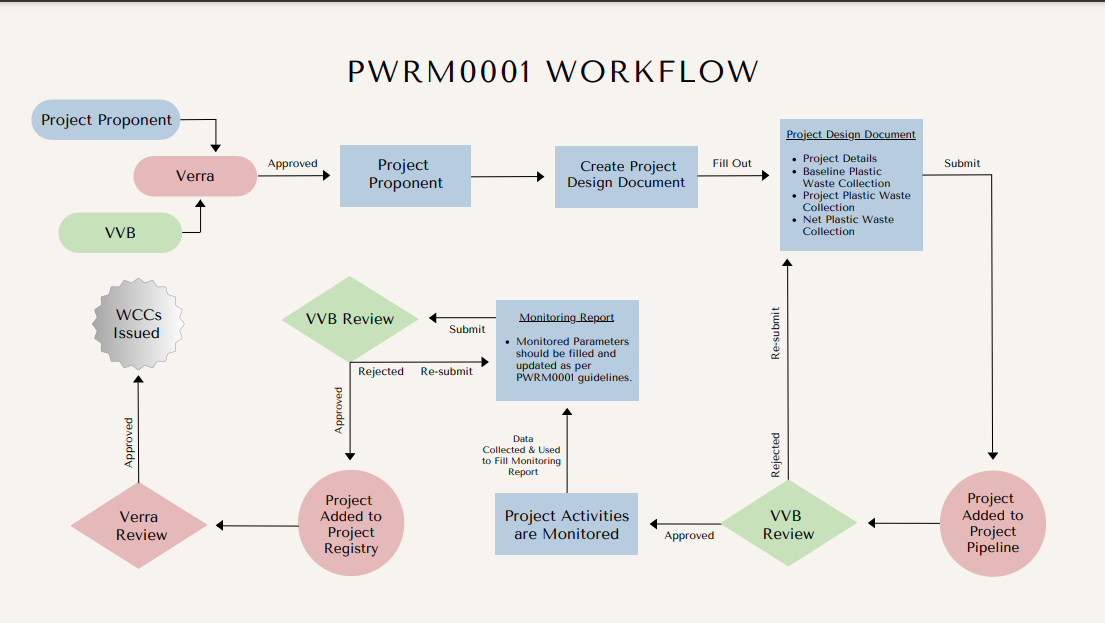 PWRM0001 WORKFLOW
Project Proponent
Verra
VVB
Approved
Project
Proponent
Create Project
Design Document
Fill Out
Project Design Document
• Project Details
• Baseline Plastic
Waste Collection
• Project Plastic Waste
Collection
• Net Plastic Waste
Collection
Submit
Project
Added to
Project
Pipeline
VVB
Review
Rejected
Re-submit
Approved
Project Activities
are Monitored
Data
Collected & Used
to Fill Monitoring
Report
Monitoring Report
• Monitored Parameters
should be filled and
updated as per
PWRM0001 guidelines.
Submit
VVB Review
Rejected
Re-submit
Approved
Project
Added to
Project
Registry
Verra
Review
Approved
WCCs
Issued